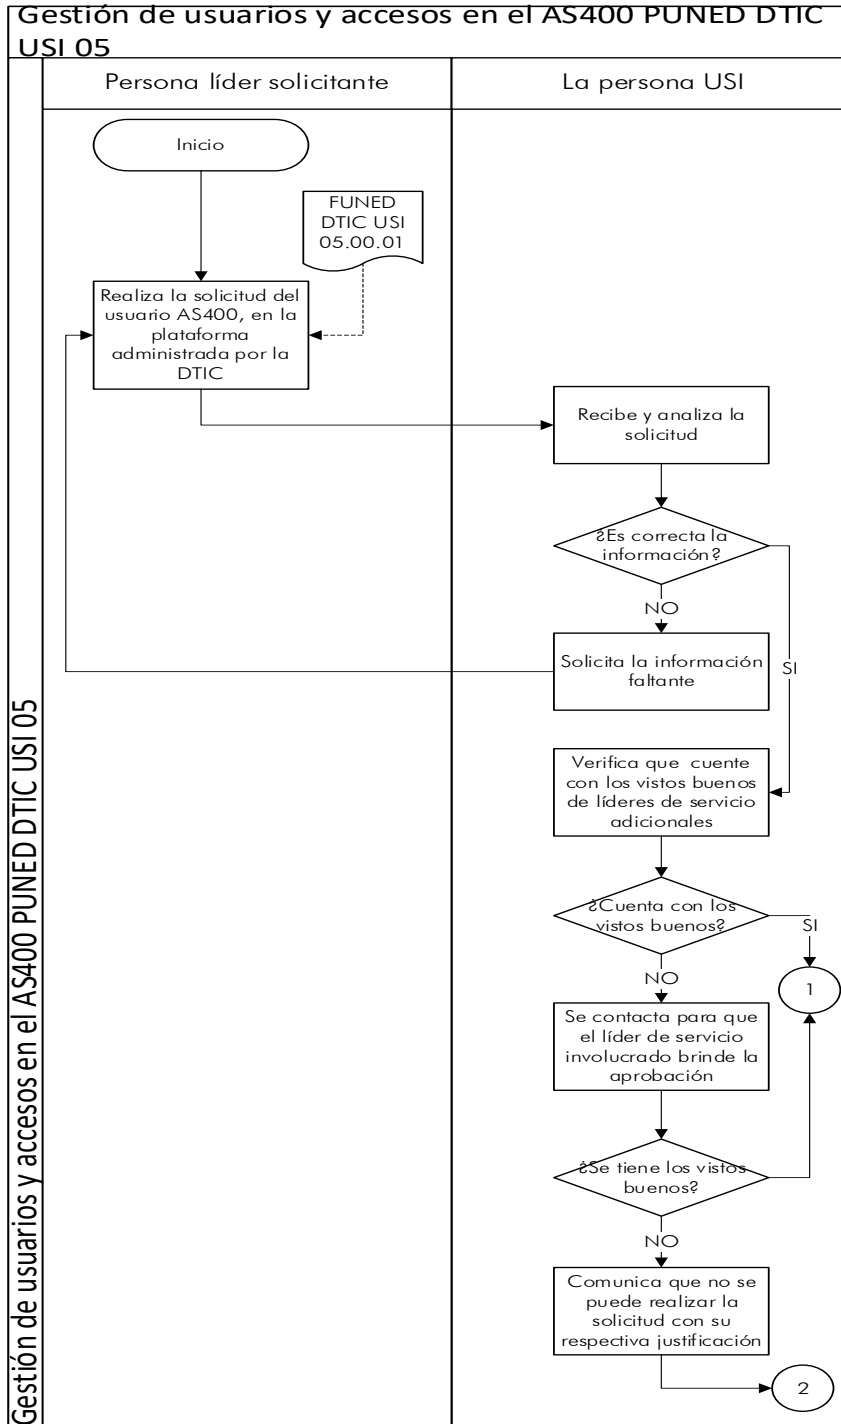 Gestión de usuarios y accesos en el AS400 PUNED DTIC
USI 05
Gestión de usuarios y accesos en el AS400 PUNED DTIC USI 05
Persona líder solicitante
La persona USI
Inicio
FUNED
DTIC USI
05.00.01
Realiza la solicitud del
usuario AS400, en la
plataforma
administrada por la
DTIC
Recibe y analiza la
solicitud
¿Es correcta la
información?
NO
SI
Solicita la información
faltante
Verifica que cuente
con los vistos buenos
de líderes de servicio
adicionales
¿Cuenta con los
vistos buenos?
SI
NO
1
Se contacta para que
el líder de servicio
involucrado brinde la
aprobación
¿Se tiene los vistos
buenos?
NO
Comunica que no se
puede realizar la
solicitud con su
respectiva justificación
2